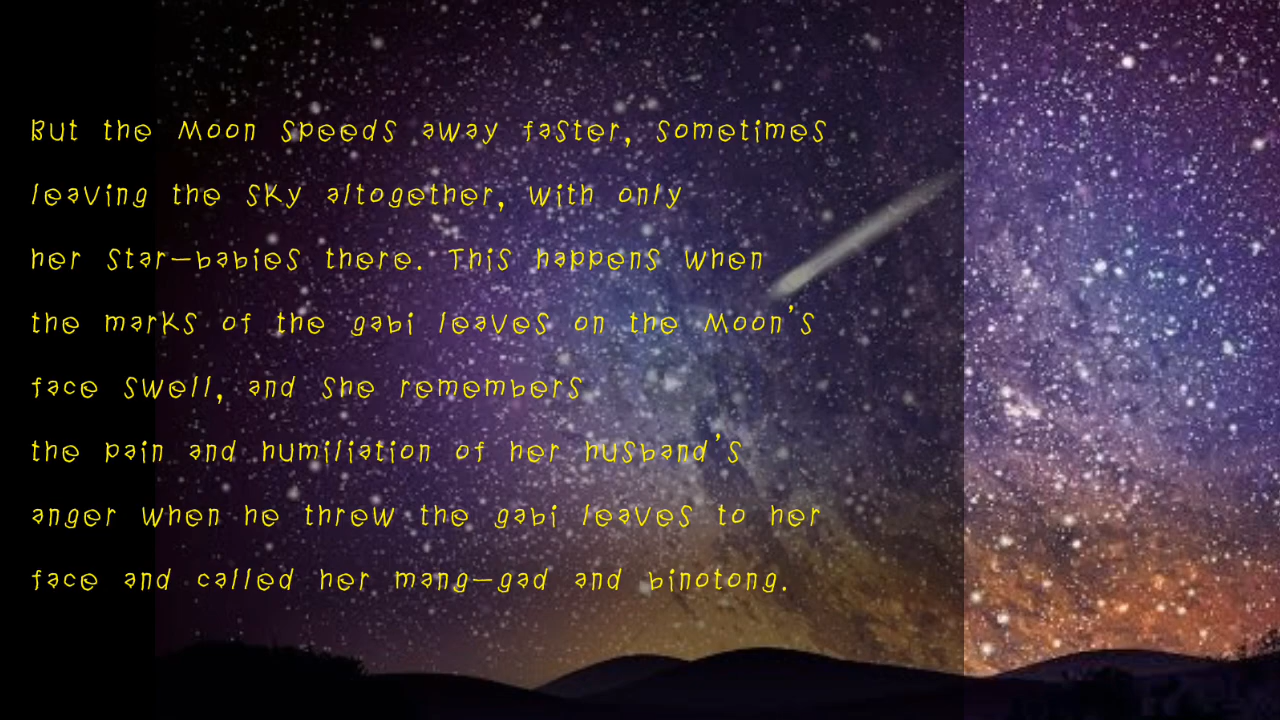 But the Moon speeds away faster, sometimes
leaving the sky altogether, with only
her star-babies there. This happens when
the marks of the gabi leaves on the Moon's
face swell, and she remembers
the pain and humiliation of her husband's
anger when he threw the gabi leaves to her
face and called her mang-gad and binotong.